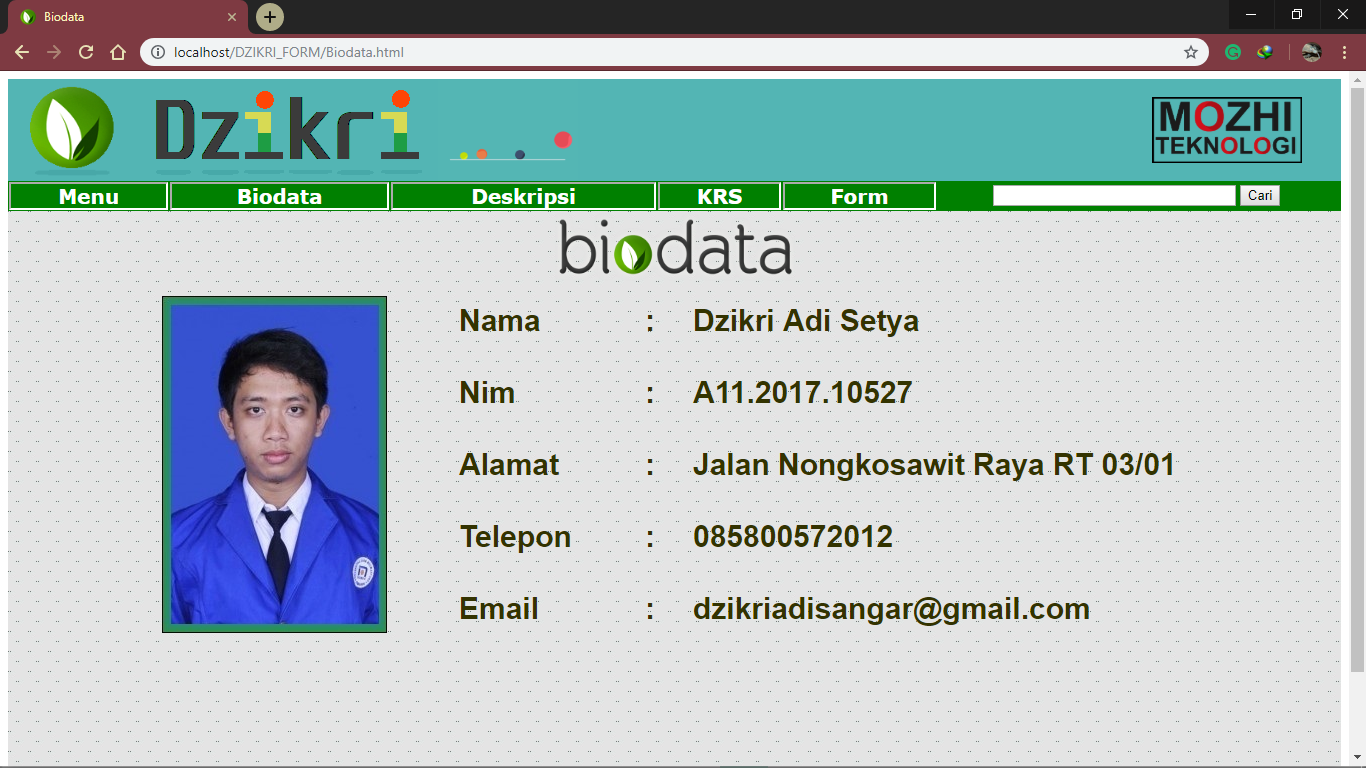 Biodata
localhost/DZIKRI_FORM/Biodata.html
Dzikri
MOZHI
TEKNOLOGI
Menu Biodata Deskripsi KRS Form Cari
biodata
Nama : Dzikri Adi Setya
Nim : A11.2017.10527
Alamat : Jalan Nongkosawit Raya RT 03/01
Telepon : 085800572012
Email : dzikriadisangar@gmail.com